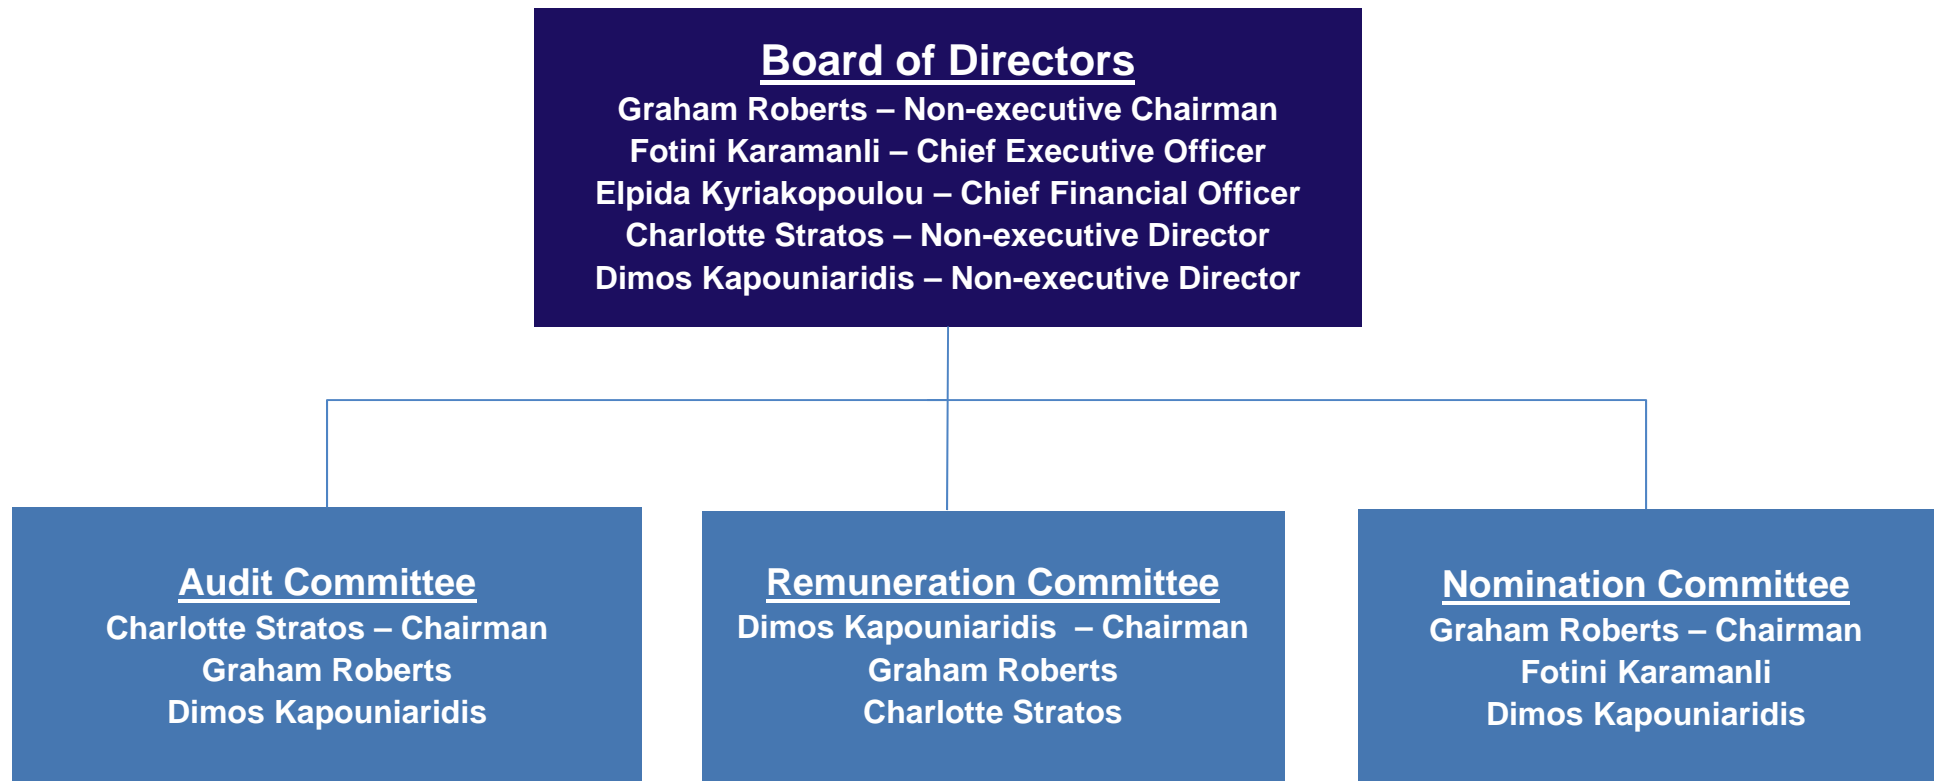 Board of Directors
Graham Roberts – Non-executive Chairman
Fotini Karamanli – Chief Executive Officer
Elpida Kyriakopoulou – Chief Financial Officer
Charlotte Stratos – Non-executive Director
Dimos Kapouniaridis – Non-executive Director
Audit Committee
Charlotte Stratos – Chairman
Graham Roberts
Dimos Kapouniaridis
Remuneration Committee
Dimos Kapouniaridis – Chairman
Graham Roberts
Charlotte Stratos
Nomination Committee
Graham Roberts – Chairman
Fotini Karamanli
Dimos Kapouniaridis